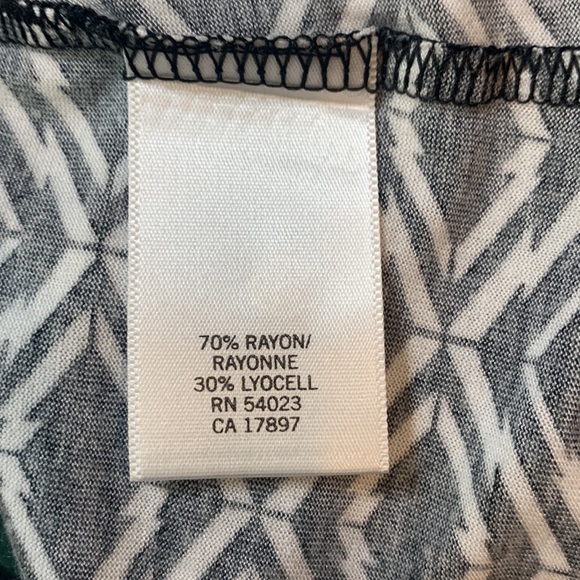 70% RAYON/
RAYONNE
30% LYOCELL
RN 54023
CA 17897